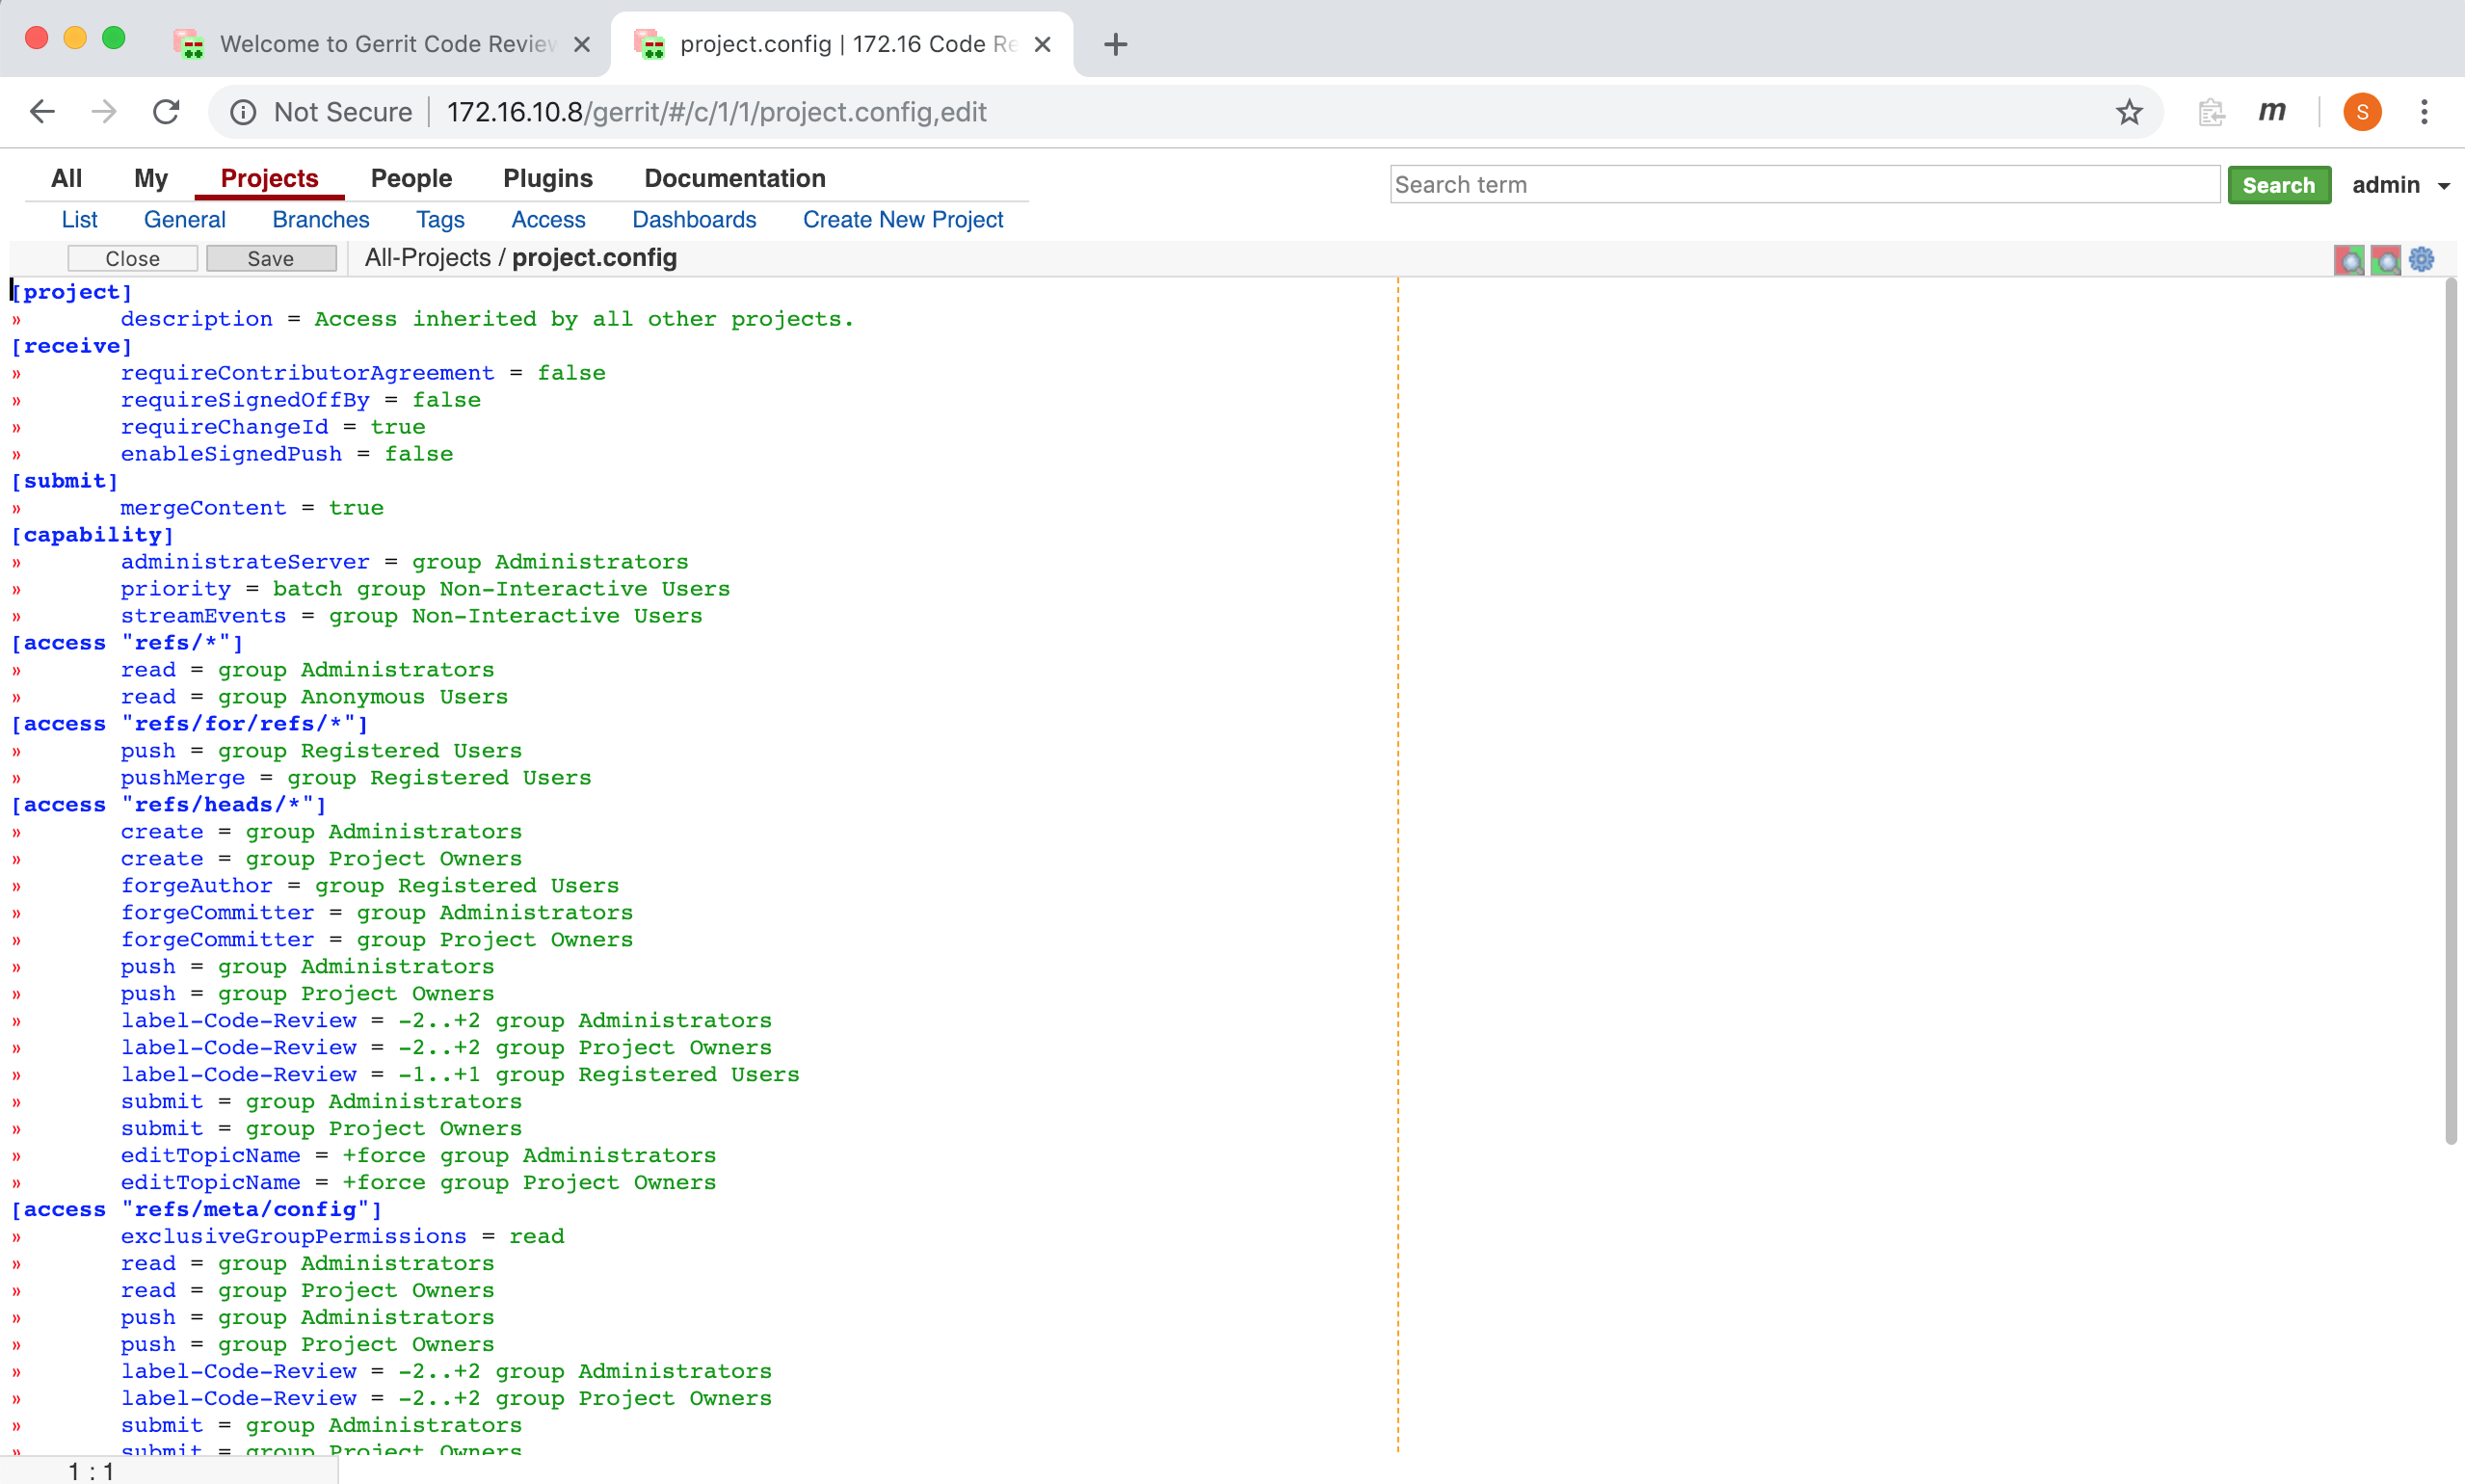 Welcome to Gerrit Code Review
project.config | 172.16 Code Re
Not Secure 172.16.10.8/gerrit/#/c/1/1/project.config,edit m S
All My Projects People Plugins Documentation Search term Search admin
List General Branches Tags Access Dashboards Create New Project
Close Save All-Projects / project.config
[project]
» description = Access inherited by all other projects.
[receive]
» requireContributorAgreement = false
» requireSignedOffBy = false
» requireChangeId = true
» enableSignedPush = false
[submit]
» mergeContent = true
[capability]
» administrateServer = group Administrators
» priority = batch group Non-Interactive Users
» streamEvents = group Non-Interactive Users
[access "refs/*"]
» read = group Administrators
» read = group Anonymous Users
[access "refs/for/refs/*"]
» push = group Registered Users
» pushMerge = group Registered Users
[access "refs/heads/*"]
» create = group Administrators
» create = group Project Owners
» forgeAuthor = group Registered Users
» forgeCommitter = group Administrators
» forgeCommitter = group Project Owners
» push = group Administrators
» push = group Project Owners
» label-Code-Review = -2..+2 group Administrators
» label-Code-Review = -2..+2 group Project Owners
» label-Code-Review = -1..+1 group Registered Users
» submit = group Administrators
» submit = group Project Owners
» editTopicName = +force group Administrators
» editTopicName = +force group Project Owners
[access "refs/meta/config"]
» exclusiveGroupPermissions = read
» read = group Administrators
» read = group Project Owners
» push = group Administrators
» push = group Project Owners
» label-Code-Review = -2..+2 group Administrators
» label-Code-Review = -2..+2 group Project Owners
» submit = group Administrators
» submit = group Project Owners
1 : 1